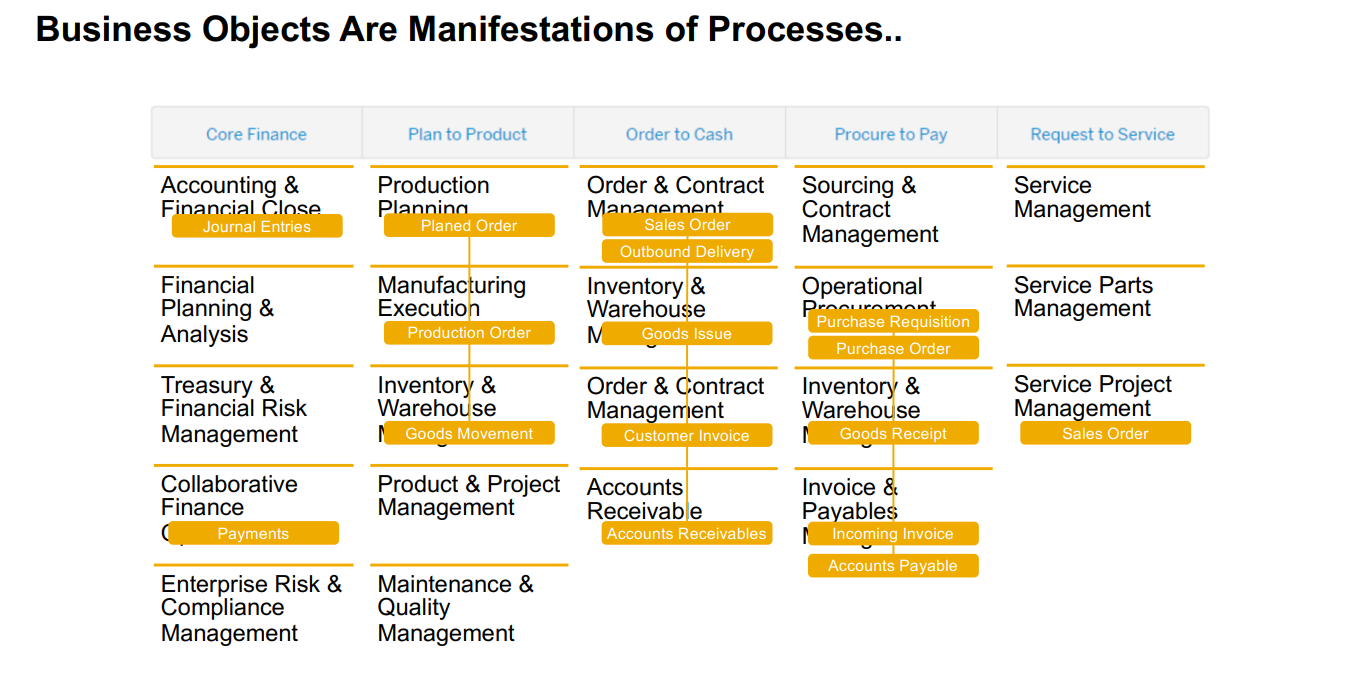 Business Objects Are Manifestations of Processes..
Core Finance
Plan to Product
Order to Cash
Procure to Pay
Request to Service
Accounting &
Financial Close
Journal Entries
Financial
Planning &
Analysis
Treasury &
Financial Risk
Management
Collaborative
Finance
Payments
Enterprise Risk &
Compliance
Management
Production
Planning
Planed Order
Manufacturing
Execution
Production Order
Inventory &
Warehouse
Goods Movement
Product & Project
Management
Maintenance &
Quality
Management
Order & Contract
Management
Sales Order
Outbound Delivery
Inventory &
Warehouse
Goods Issue
Order & Contract
Management
Customer Invoice
Accounts
Receivable
Accounts Receivables
Sourcing &
Contract
Management
Operational
Procurement
Purchase Requisition
Purchase Order
Inventory &
Warehouse
Goods Receipt
Invoice &
Payables
Incoming Invoice
Accounts Payable
Service
Management
Service Parts
Management
Service Project
Management
Sales Order